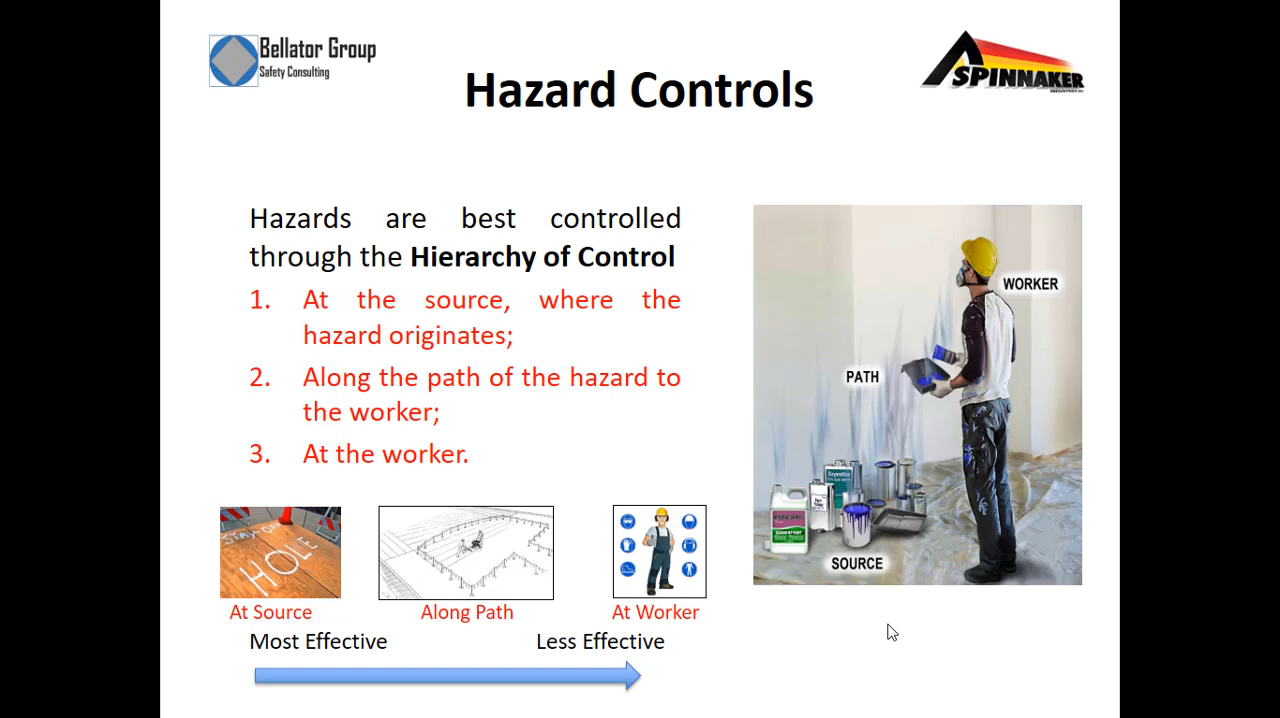 Bellator Group
Safety Consulting
SPINNAKER
INDUSTRIES INC.
Hazard Controls
Hazards are best controlled
through the Hierarchy of Control
1. At the source, where the
hazard originates;
2. Along the path of the hazard to
the worker;
3. At the worker.
WORKER
PATH
SOURCE
HOLE
At Source
Along Path
At Worker
Most Effective
Less Effective